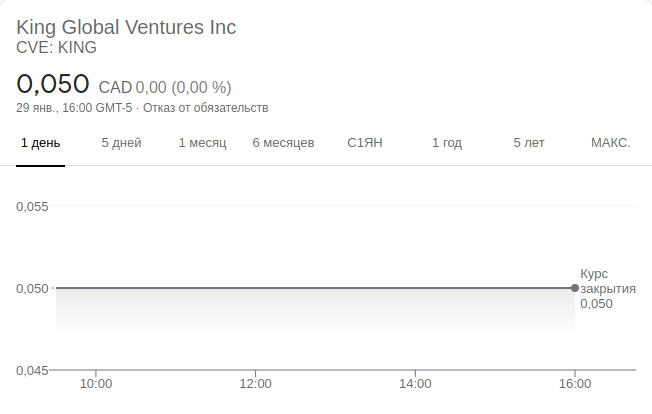 King Global Ventures Inc
CVE: KING
0,050 CAD 0,00 (0,00 %)
29 янв., 16:00 GMT-5 · Отказ от обязательств
1 день 5 дней 1 месяц 6 месяцев С1ЯН 1 год 5 лет МАКС.
0,055
0,050
Курс
закрытия
0,050
0,045
10:00 12:00 14:00 16:00